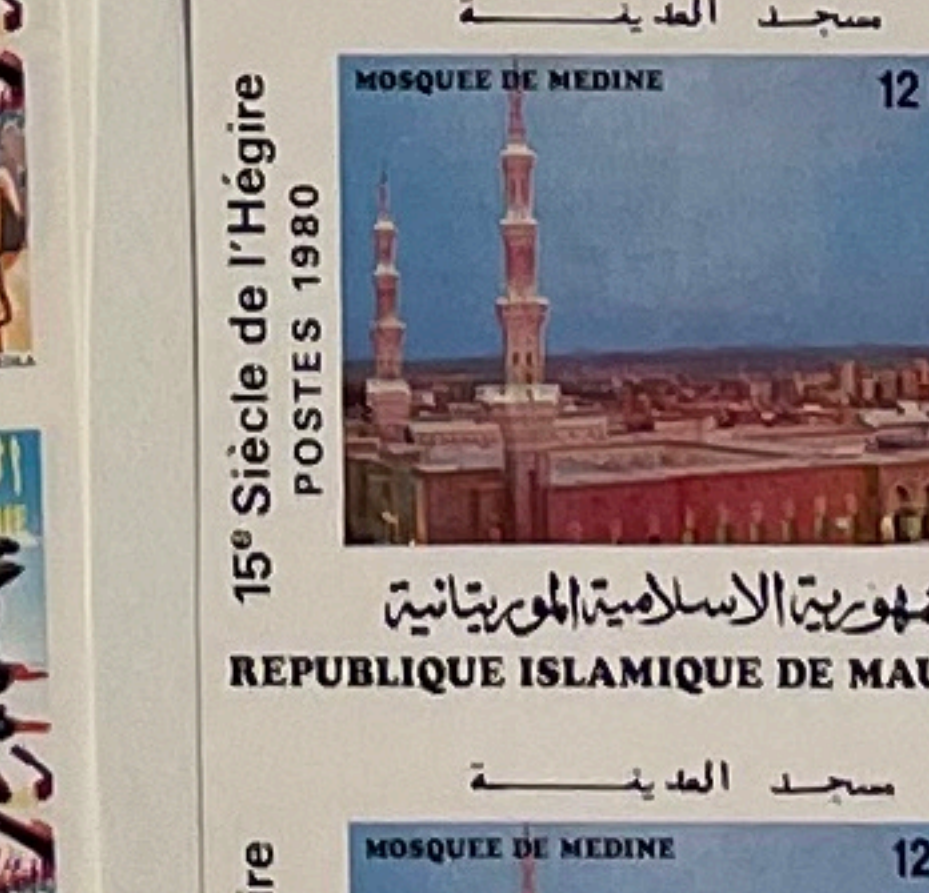 مسجد المدينة
MOSQUEE DE MEDINE 12
15e Siècle de l'Hégire
POSTES 1980
الاسلامية الموريتانية
REPUBLIQUE ISLAMIQUE DE MAU
مسجد المدينة
MOSQUEE DE MEDINE 12
ire